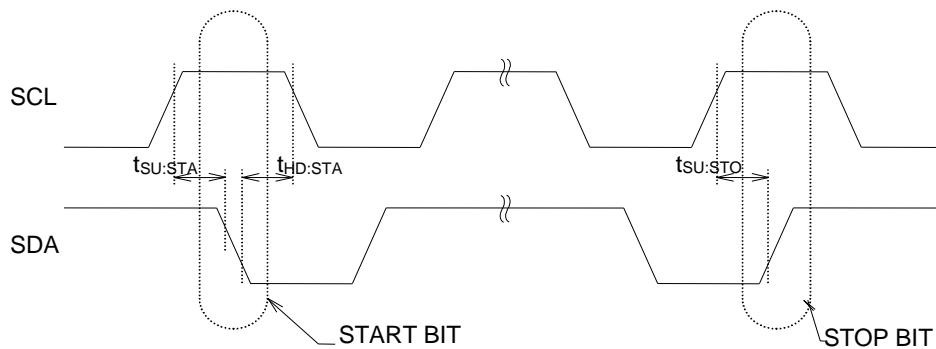 SCL
tSU:STA
tHD:STA
tSU:STO
SDA
START BIT
STOP BIT